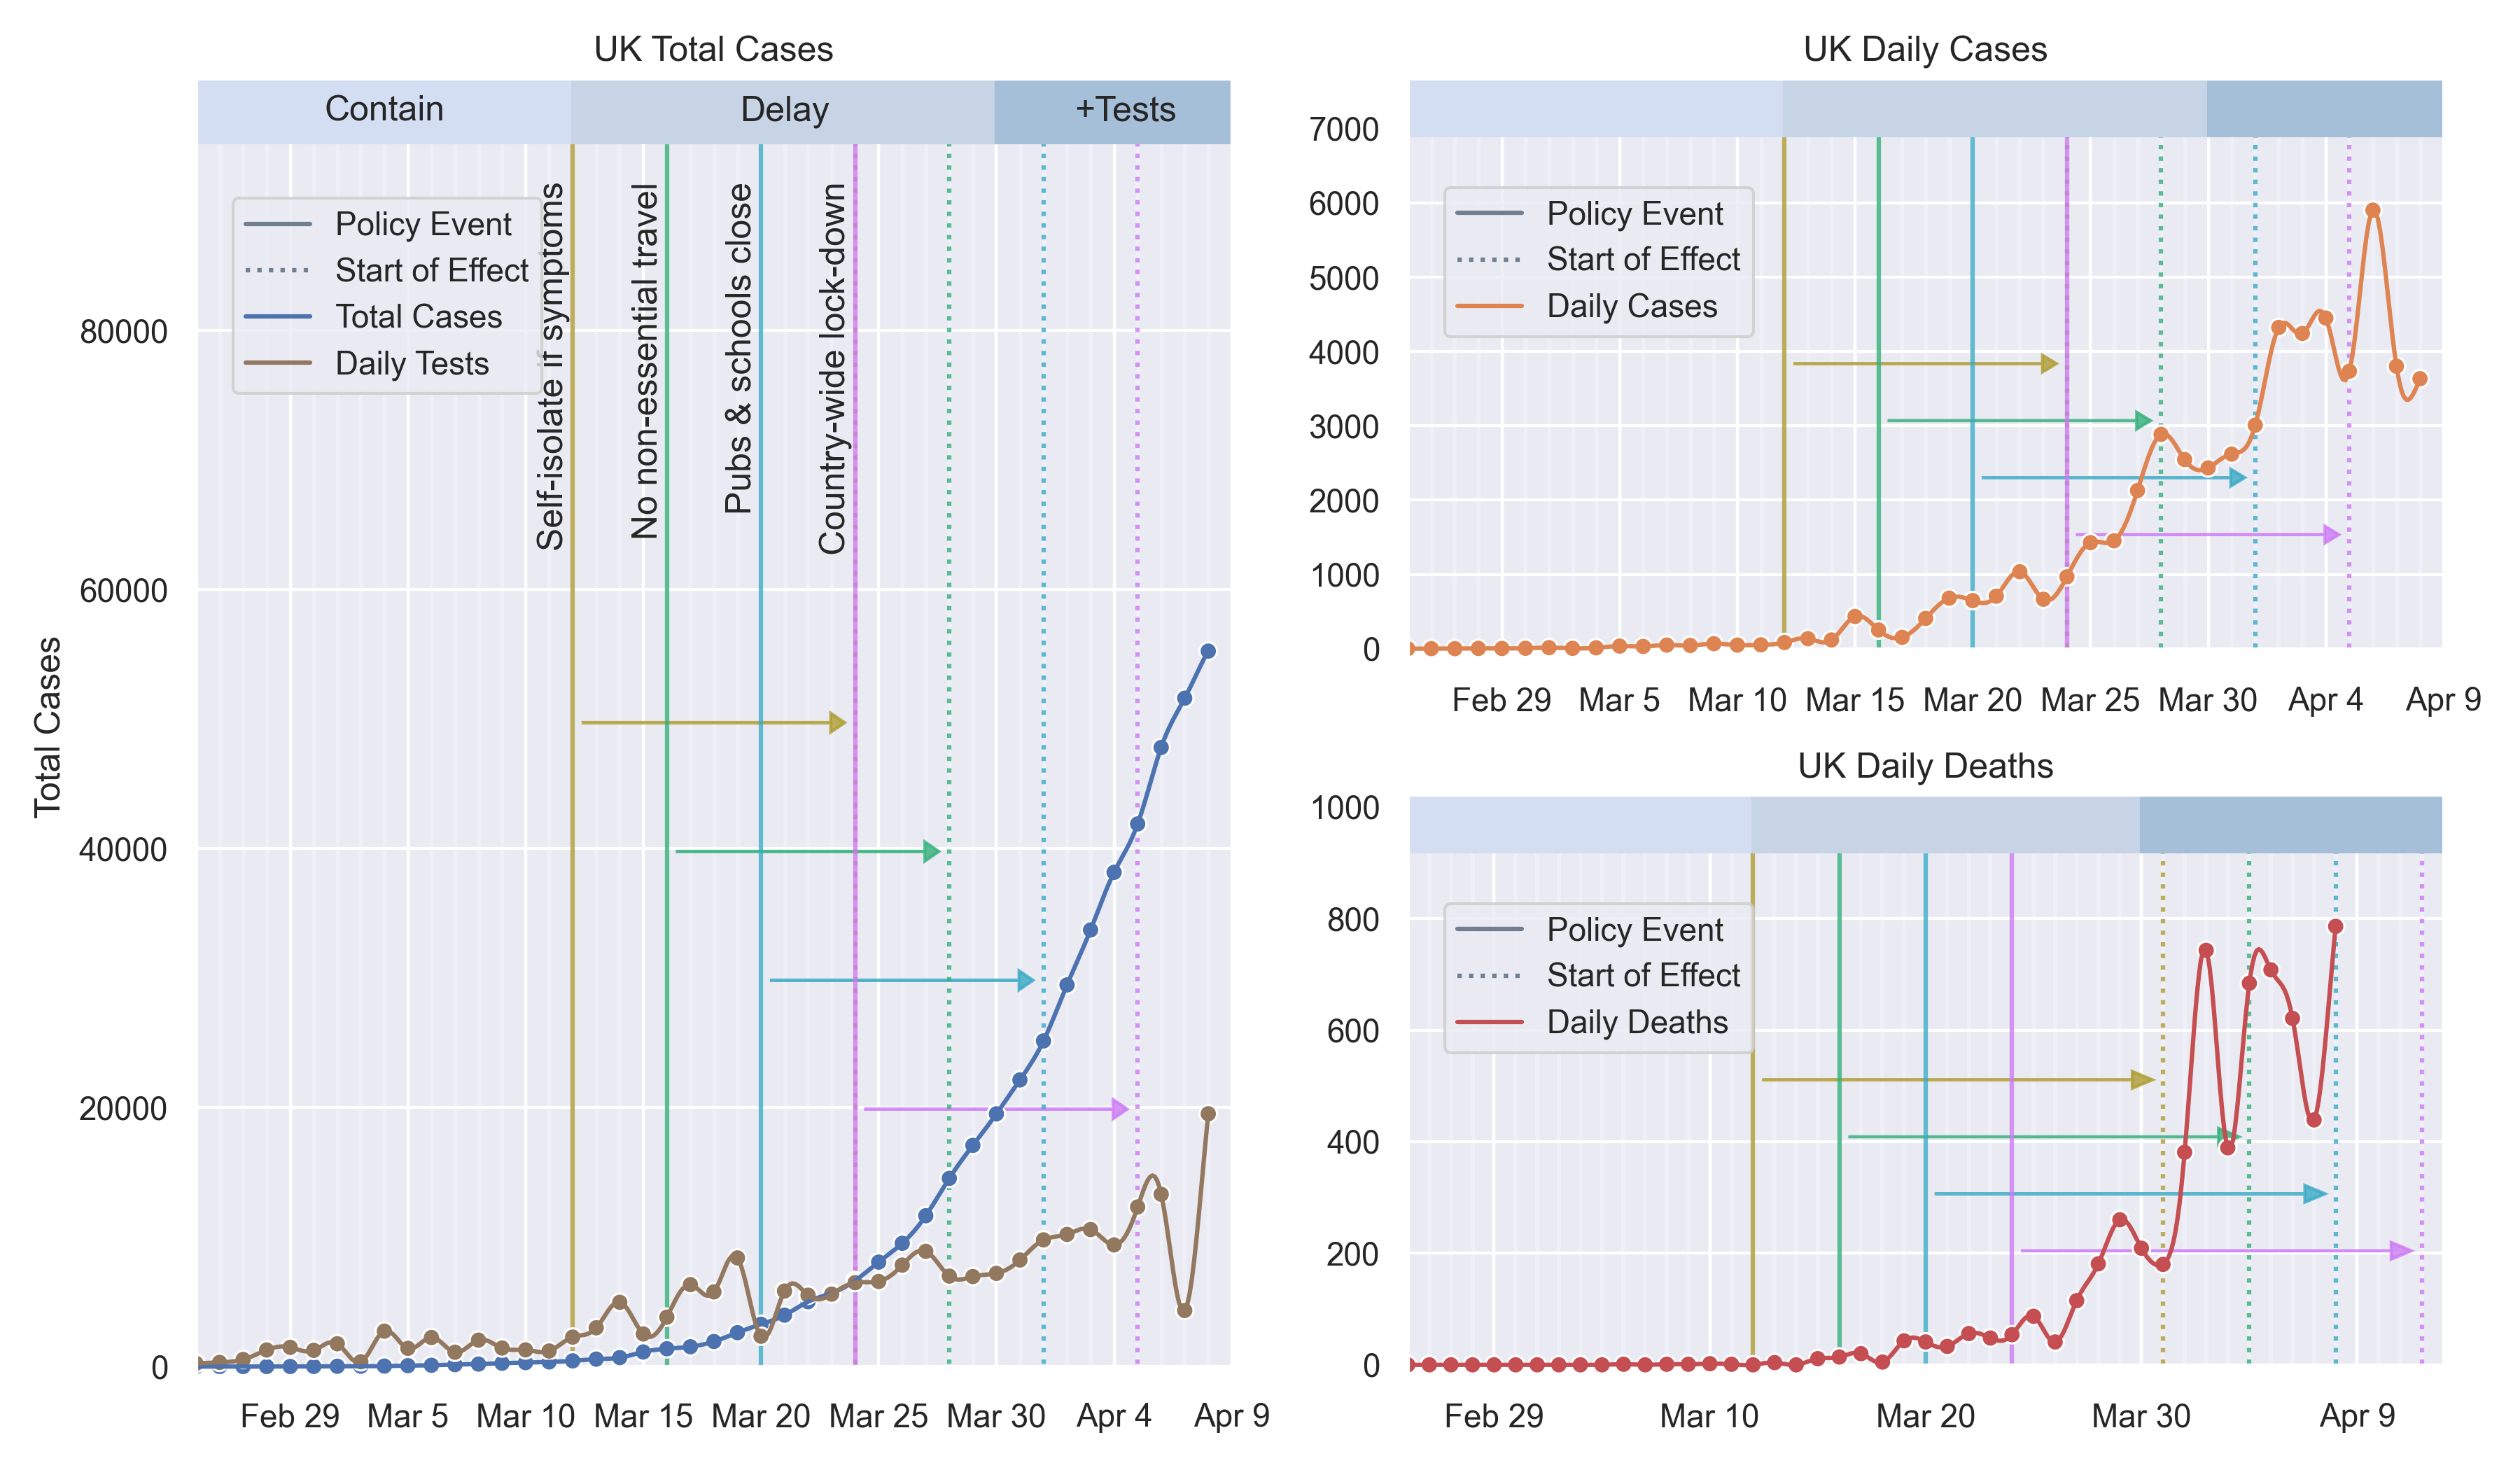 UK Total Cases
Contain
Delay
+Tests
Policy Event
Start of Effect
Total Cases
Daily Tests
Self-isolate if symptoms
No non-essential travel
Pubs & schools close
Country-wide lock-down
Total Cases
80000
60000
40000
20000
0
Feb 29
Mar 5
Mar 10
Mar 15
Mar 20
Mar 25
Mar 30
Apr 4
Apr 9
UK Daily Cases
7000
6000
5000
4000
3000
2000
1000
0
Policy Event
Start of Effect
Daily Cases
Feb 29
Mar 5
Mar 10
Mar 15
Mar 20
Mar 25
Mar 30
Apr 4
Apr 9
UK Daily Deaths
1000
800
600
400
200
0
Policy Event
Start of Effect
Daily Deaths
Feb 29
Mar 10
Mar 20
Mar 30
Apr 9